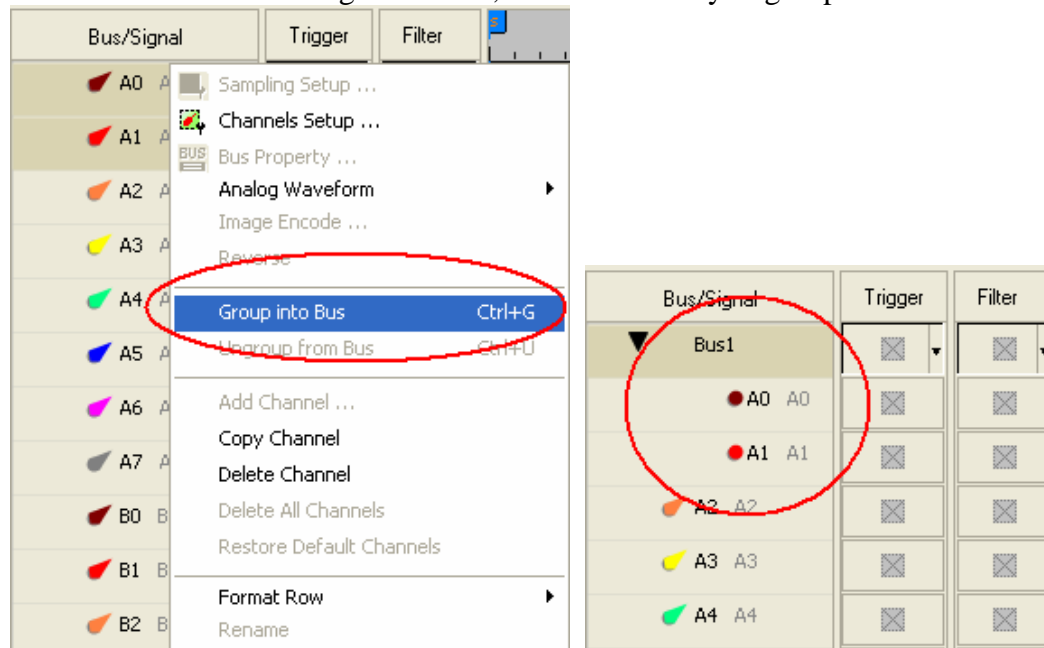 Bus/Signal Trigger Filter
A0 A
A1 A
A2 A
A3 A
A4 A
A5 A
A6 A
A7 A
B0 B
B1 B
B2 B
Sampling Setup ...
Channels Setup ...
BUS Bus Property ...
Analog Waveform
Image Encode ...
Reverse
Group into Bus Ctrl+G
Ungroup from Bus Ctrl+U
Add Channel ...
Copy Channel
Delete Channel
Delete All Channels
Restore Default Channels
Format Row
Rename
Bus/Signal Trigger Filter
Bus1
A0 A0
A1 A1
A2 A2
A3 A3
A4 A4